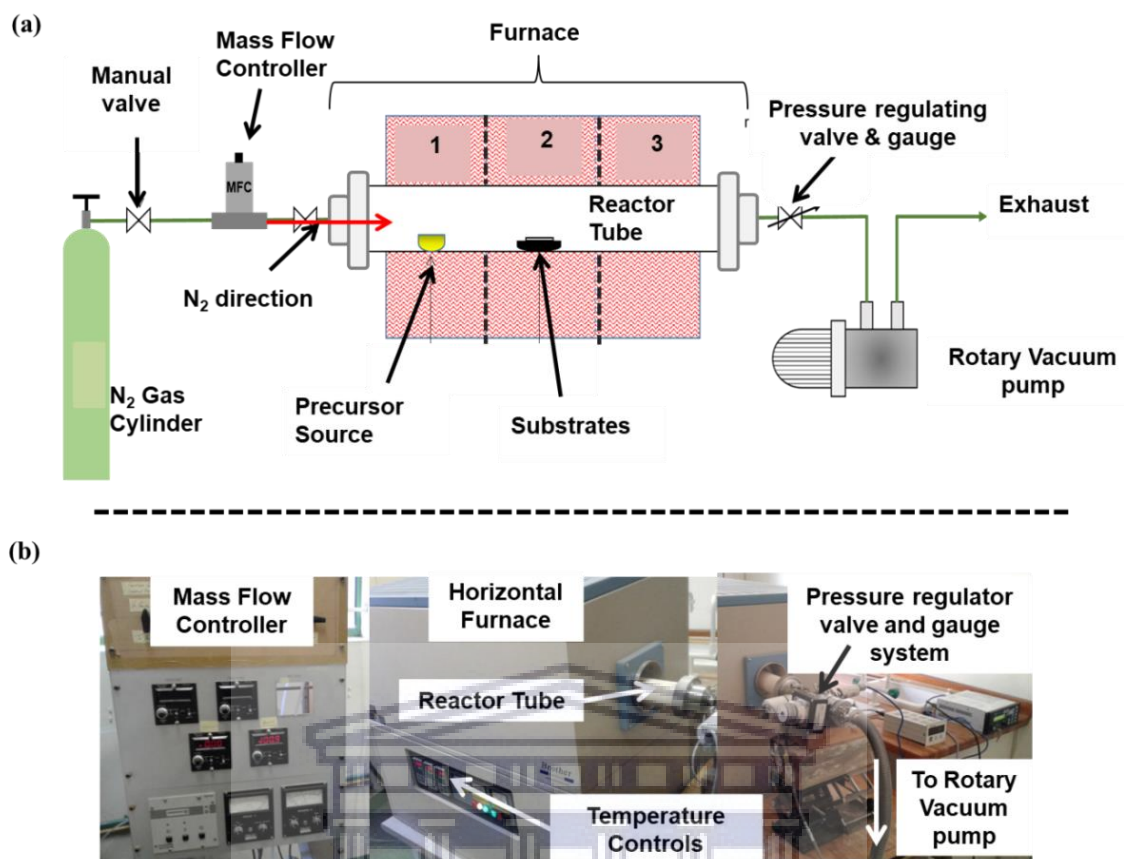 (a)
Mass Flow
Controller
Furnace
Manual
valve
Pressure regulating
valve & gauge
1
2
3
MFC
Reactor
Tube
Exhaust
N₂ direction
N₂ Gas
Cylinder
Precursor
Source
Substrates
Rotary Vacuum
pump
(b)
Mass Flow
Controller
Horizontal
Furnace
Pressure regulator
valve and gauge
system
Reactor Tube
Temperature
Controls
To Rotary
Vacuum
pump